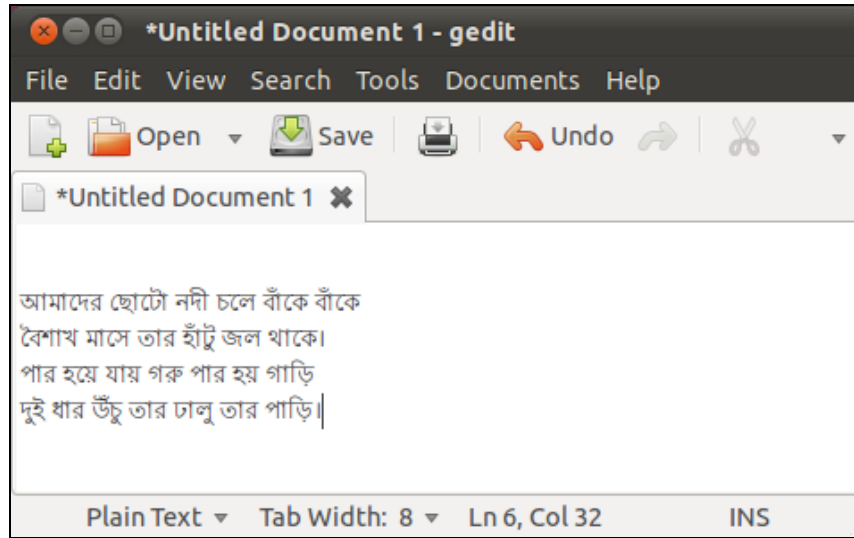 *Untitled Document 1 - gedit
File Edit View Search Tools Documents Help
Open Save Undo
*Untitled Document 1
আমাদের ছোটো নদী চলে বাঁকে বাঁকে
বৈশাখ মাসে তার হাঁটু জল থাকে।
পার হয়ে যায় গরু পার হয় গাড়ি
দুই ধার উঁচু তার ঢালু তার পাড়ি।
Plain Text Tab Width: 8 Ln 6, Col 32 INS